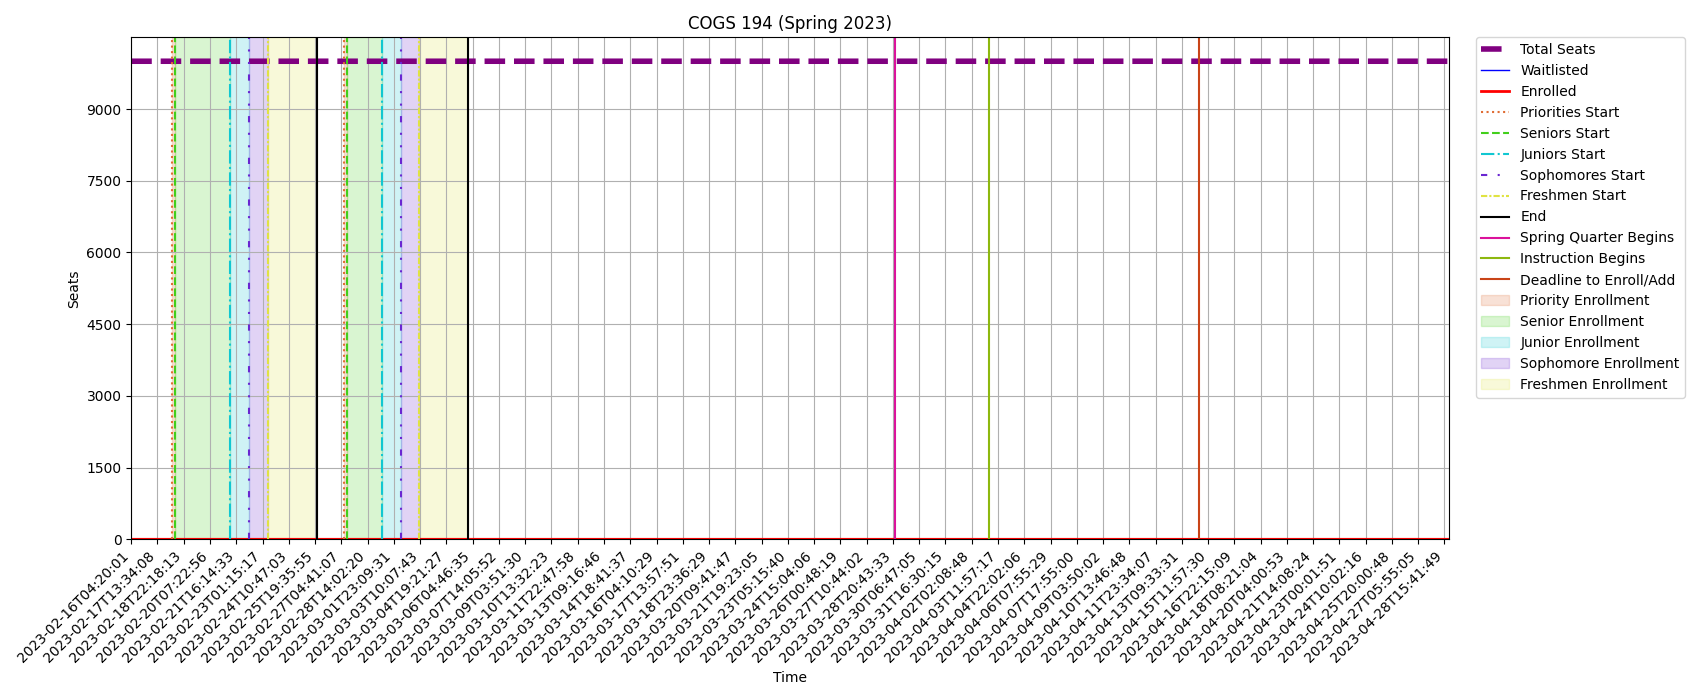 COGS 194 (Spring 2023)
Seats
9000
7500
6000
4500
3000
1500
0
2023-02-16T04:20:01
2023-02-17T13:34:08
2023-02-18T22:18:13
2023-02-20T07:22:56
2023-02-21T16:14:33
2023-02-23T01:15:17
2023-02-24T10:47:03
2023-02-25T19:35:55
2023-02-27T04:41:07
2023-02-28T14:02:20
2023-03-01T23:09:31
2023-03-03T10:07:43
2023-03-04T19:21:27
2023-03-06T04:46:35
2023-03-07T14:05:52
2023-03-09T03:51:30
2023-03-10T13:32:23
2023-03-11T22:47:58
2023-03-13T09:16:46
2023-03-14T18:41:37
2023-03-16T04:10:29
2023-03-17T13:57:51
2023-03-18T23:36:29
2023-03-20T09:41:47
2023-03-21T19:23:05
2023-03-23T05:15:40
2023-03-24T15:04:06
2023-03-26T00:48:19
2023-03-27T10:44:02
2023-03-28T20:43:33
2023-03-30T06:47:05
2023-03-31T16:30:15
2023-04-02T02:08:48
2023-04-03T11:57:17
2023-04-04T22:02:06
2023-04-06T07:55:29
2023-04-07T17:55:00
2023-04-09T03:50:02
2023-04-10T13:46:48
2023-04-11T23:34:07
2023-04-13T09:33:31
2023-04-15T11:57:30
2023-04-16T22:15:09
2023-04-18T08:21:04
2023-04-20T04:00:53
2023-04-21T14:08:24
2023-04-23T00:01:51
2023-04-24T10:02:16
2023-04-25T20:00:48
2023-04-27T05:55:05
2023-04-28T15:41:49
Time
Total Seats
Waitlisted
Enrolled
Priorities Start
Seniors Start
Juniors Start
Sophomores Start
Freshmen Start
End
Spring Quarter Begins
Instruction Begins
Deadline to Enroll/Add
Priority Enrollment
Senior Enrollment
Junior Enrollment
Sophomore Enrollment
Freshmen Enrollment